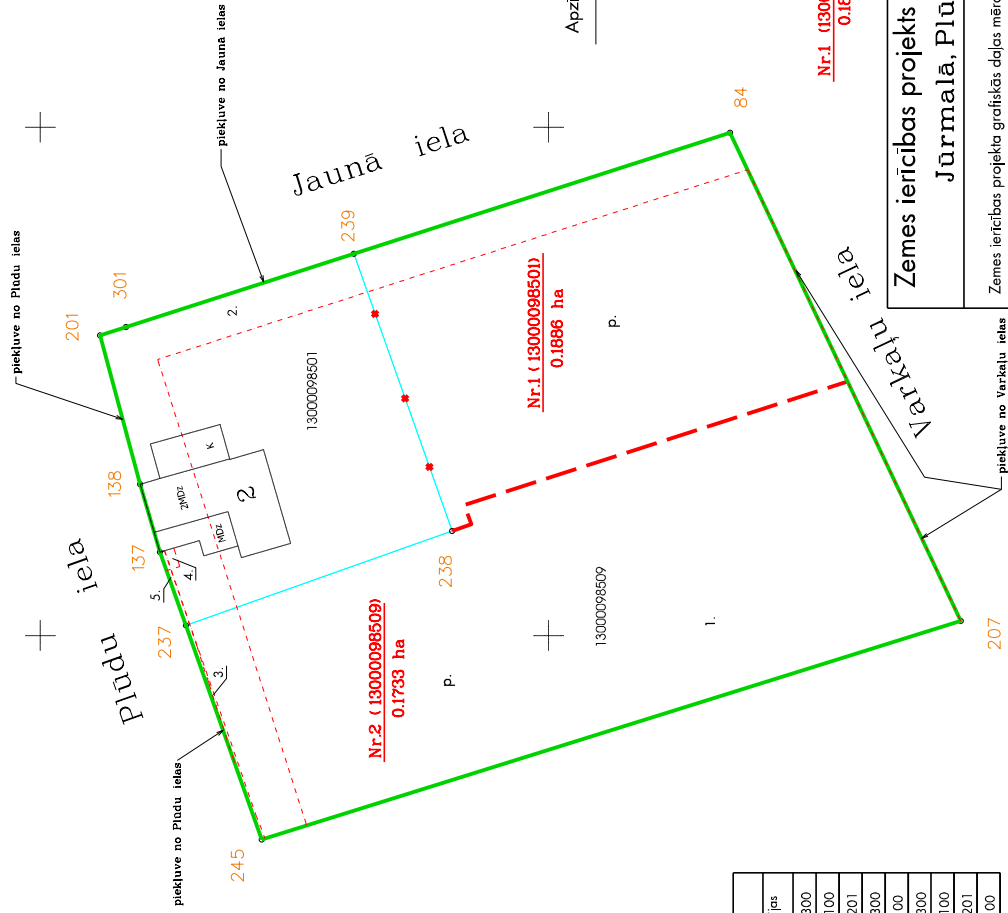 piekļuve no Plūdu ielas
piekļuve no Jaunā ielas
piekļuve no Plūdu ielas
piekļuve no Varkaļu ielas
Plūdu iela
Jaunā iela
Varkaļu iela
201
301
239
84
138
137
237
245
238
207
2.
13000098501
K
2MDz
2
MDz
4.
5.
3.
Nr.1 (13000098501)
0.1886 ha
p.
Nr.2 (13000098509)
0.1733 ha
p.
13000098509
1.
Zemes ierīcības projekts
Jūrmalā, Plū
Zemes ierīcības projekta grafiskās daļas mēro
Nr.1 (1300
0.18
Apzī
jas
300
100
201
300
00
300
100
201
00